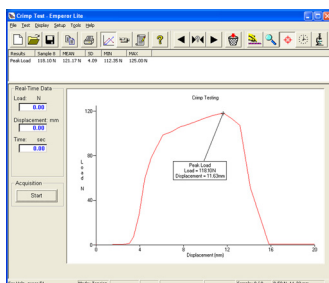 Crimp Test - Emperor Lite
File Test Display Setup Tools Help
Results Sample 8 MEAN SD MIN MAX
Peak Load 118.10 N 121.17 N 4.09 112.35 N 125.00 N
Real-Time Data
Load N
0.00
Displacement mm
0.00
Time sec
0.00
Acquisition
Start
Crimp Testing
120
80
40
0
Load N
Peak Load
Load = 118.10N
Displacement = 11.63mm
0 4 8 12 16 20
Displacement (mm)